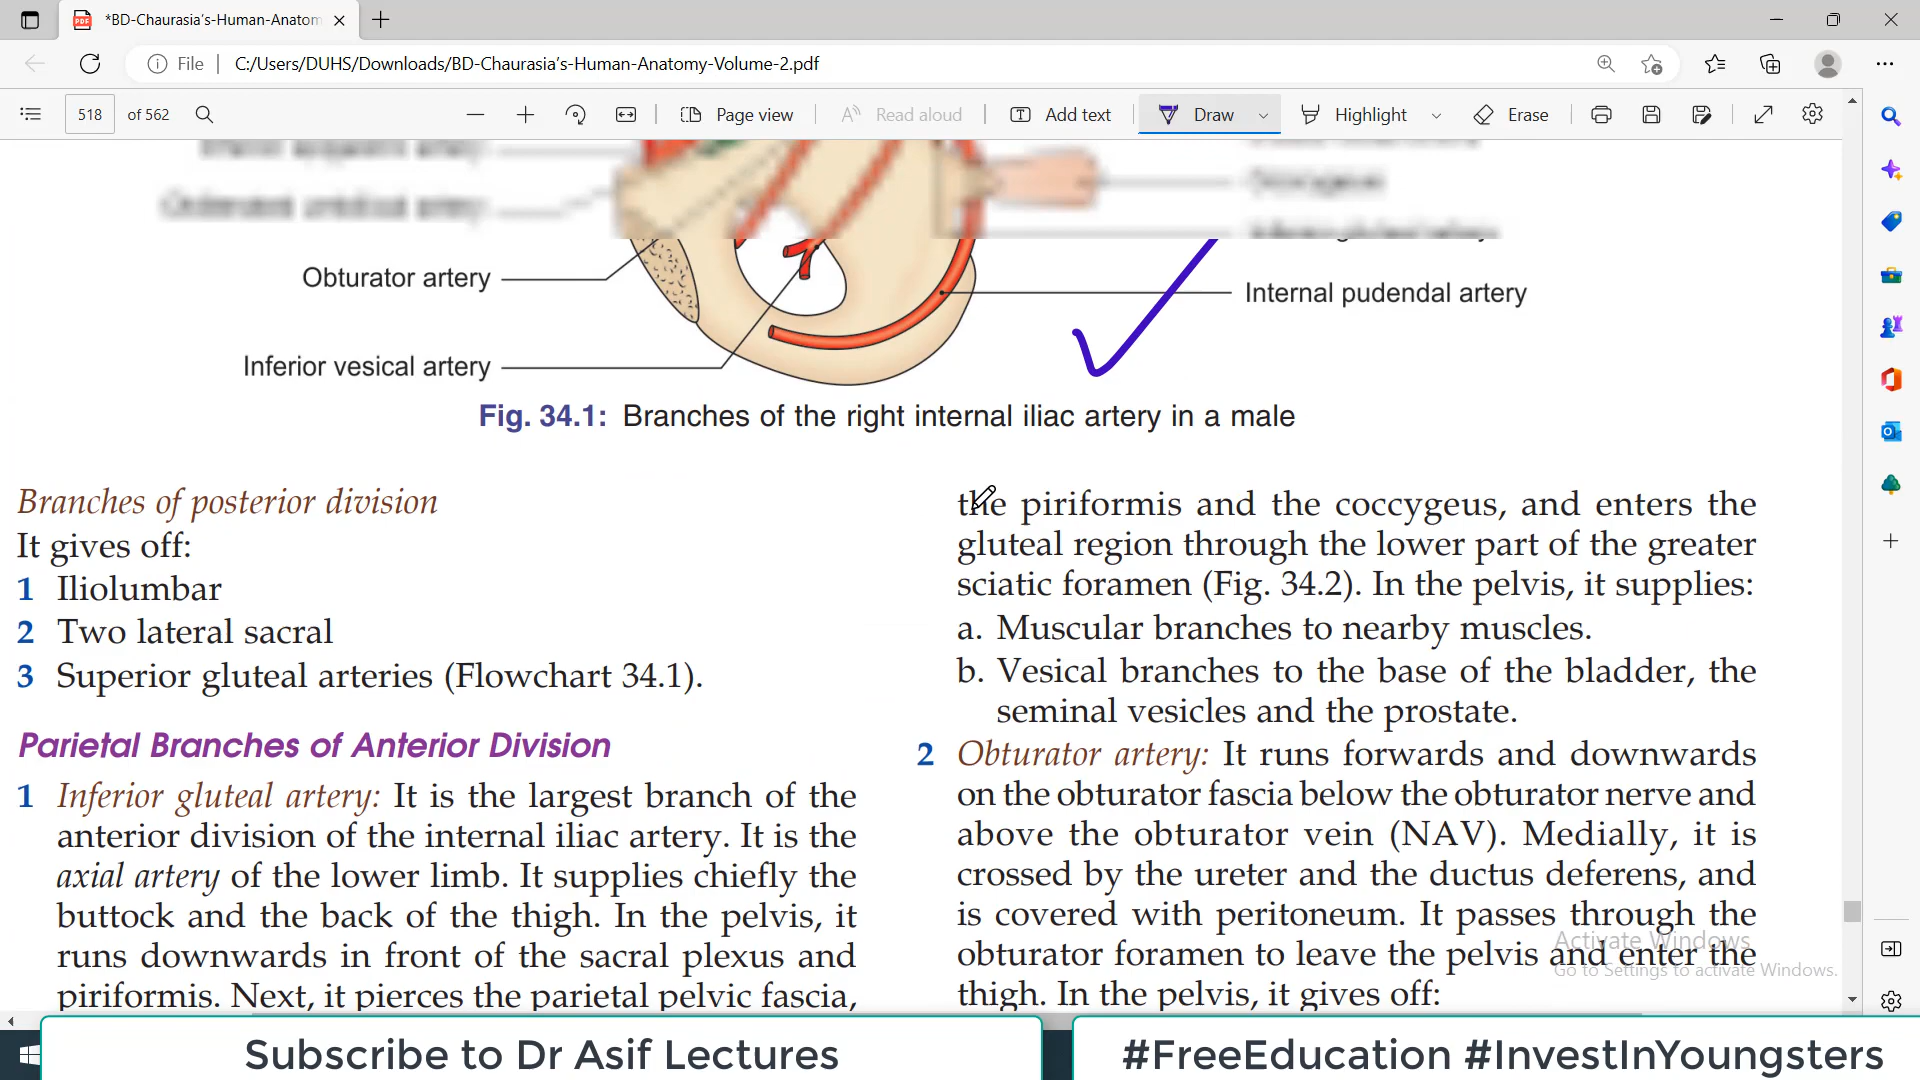 *BD-Chaurasia's-Human-Anatom
File
C:/Users/DUHS/Downloads/BD-Chaurasia's-Human-Anatomy-Volume-2.pdf
518 of 562
Page view
Read aloud
Add text
Draw
Highlight
Erase
Obturator artery
Internal pudendal artery
Inferior vesical artery
Fig. 34.1: Branches of the right internal iliac artery in a male
Branches of posterior division
It gives off:
1 Iliolumbar
2 Two lateral sacral
3 Superior gluteal arteries (Flowchart 34.1).
Parietal Branches of Anterior Division
1 Inferior gluteal artery: It is the largest branch of the
anterior division of the internal iliac artery. It is the
axial artery of the lower limb. It supplies chiefly the
buttock and the back of the thigh. In the pelvis, it
runs downwards in front of the sacral plexus and
piriformis. Next, it pierces the parietal pelvic fascia,
the piriformis and the coccygeus, and enters the
gluteal region through the lower part of the greater
sciatic foramen (Fig. 34.2). In the pelvis, it supplies:
a. Muscular branches to nearby muscles.
b. Vesical branches to the base of the bladder, the
seminal vesicles and the prostate.
2 Obturator artery: It runs forwards and downwards
on the obturator fascia below the obturator nerve and
above the obturator vein (NAV). Medially, it is
crossed by the ureter and the ductus deferens, and
is covered with peritoneum. It passes through the
obturator foramen to leave the pelvis and enter the
thigh. In the pelvis, it gives off:
Activate Windows
Go to Settings to activate Windows.
Subscribe to Dr Asif Lectures
#FreeEducation #InvestInYoungsters